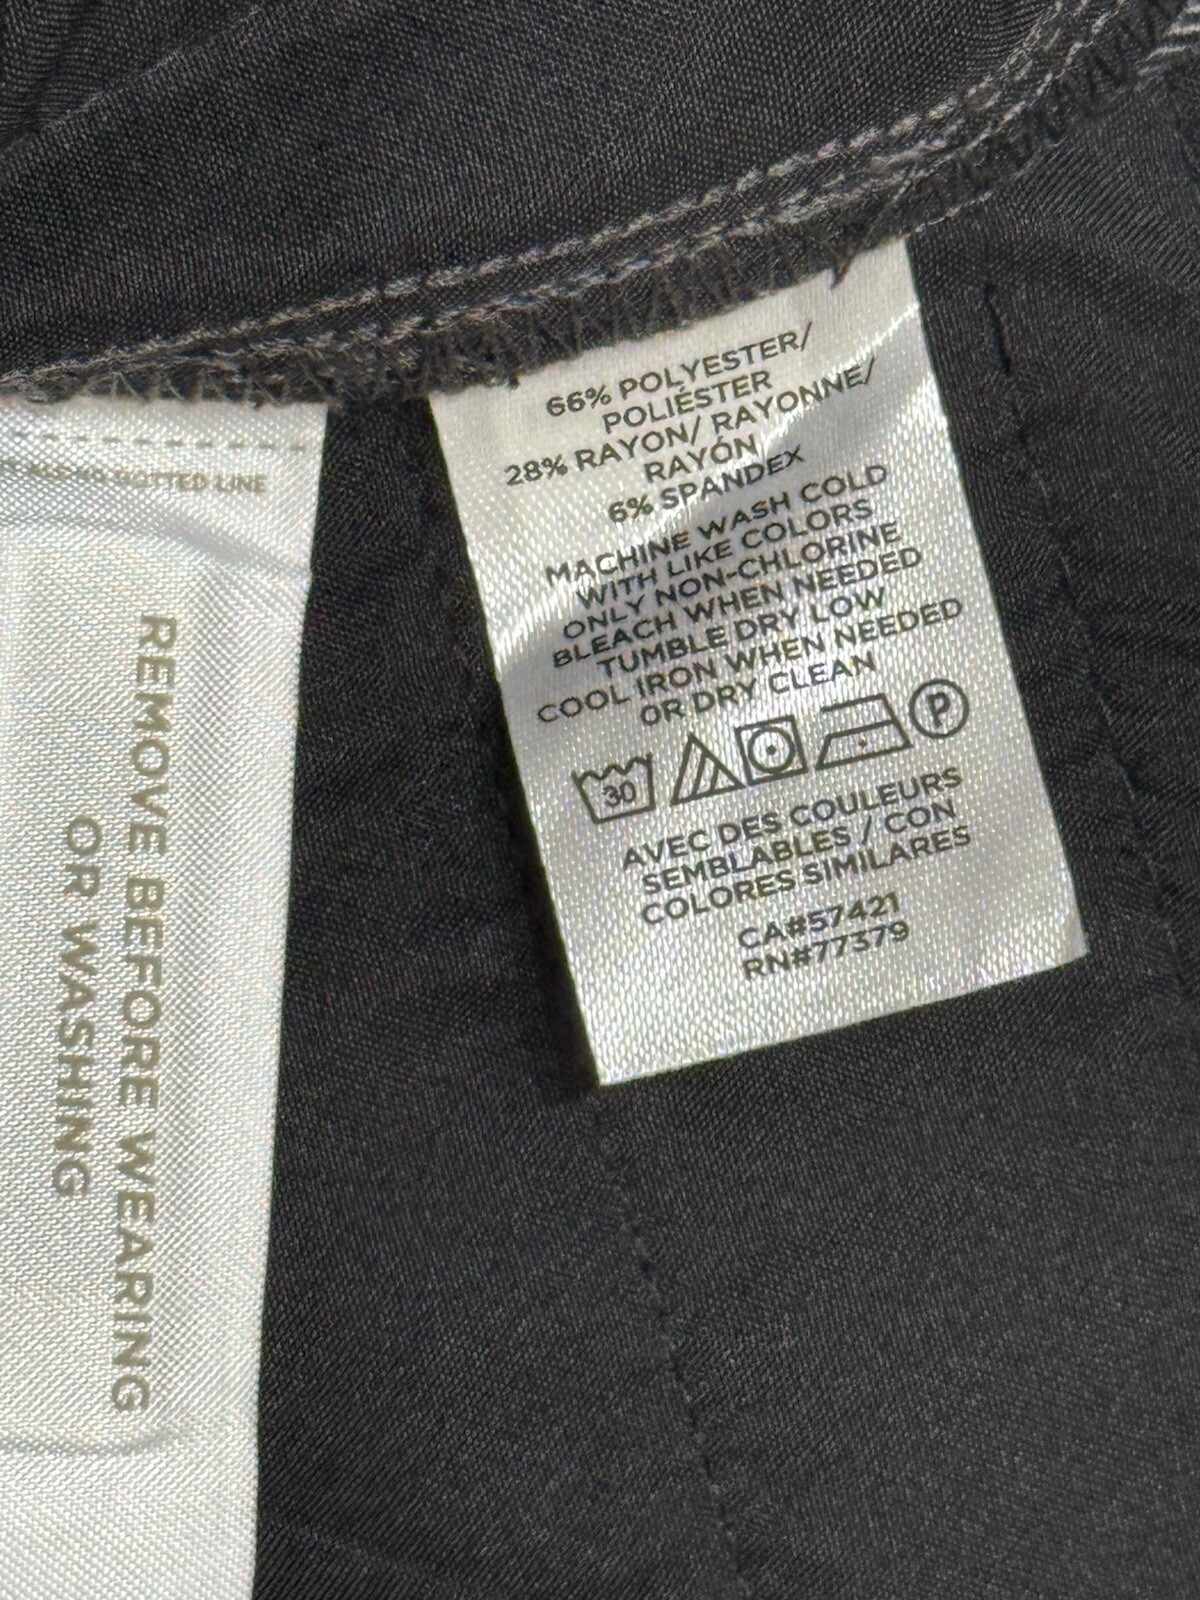 DOTTED LINE
REMOVE BEFORE WEARING
OR WASHING
66% POLYESTER/
POLIÉSTER
28% RAYON/ RAYONNE/
RAYÓN
6% SPANDEX
MACHINE WASH COLD
WITH LIKE COLORS
ONLY NON-CHLORINE
BLEACH WHEN NEEDED
TUMBLE DRY LOW
COOL IRON WHEN NEEDED
OR DRY CLEAN
30 P
AVEC DES COULEURS
SEMBLABLES / CON
COLORES SIMILARES
CA#57421
RN#77379